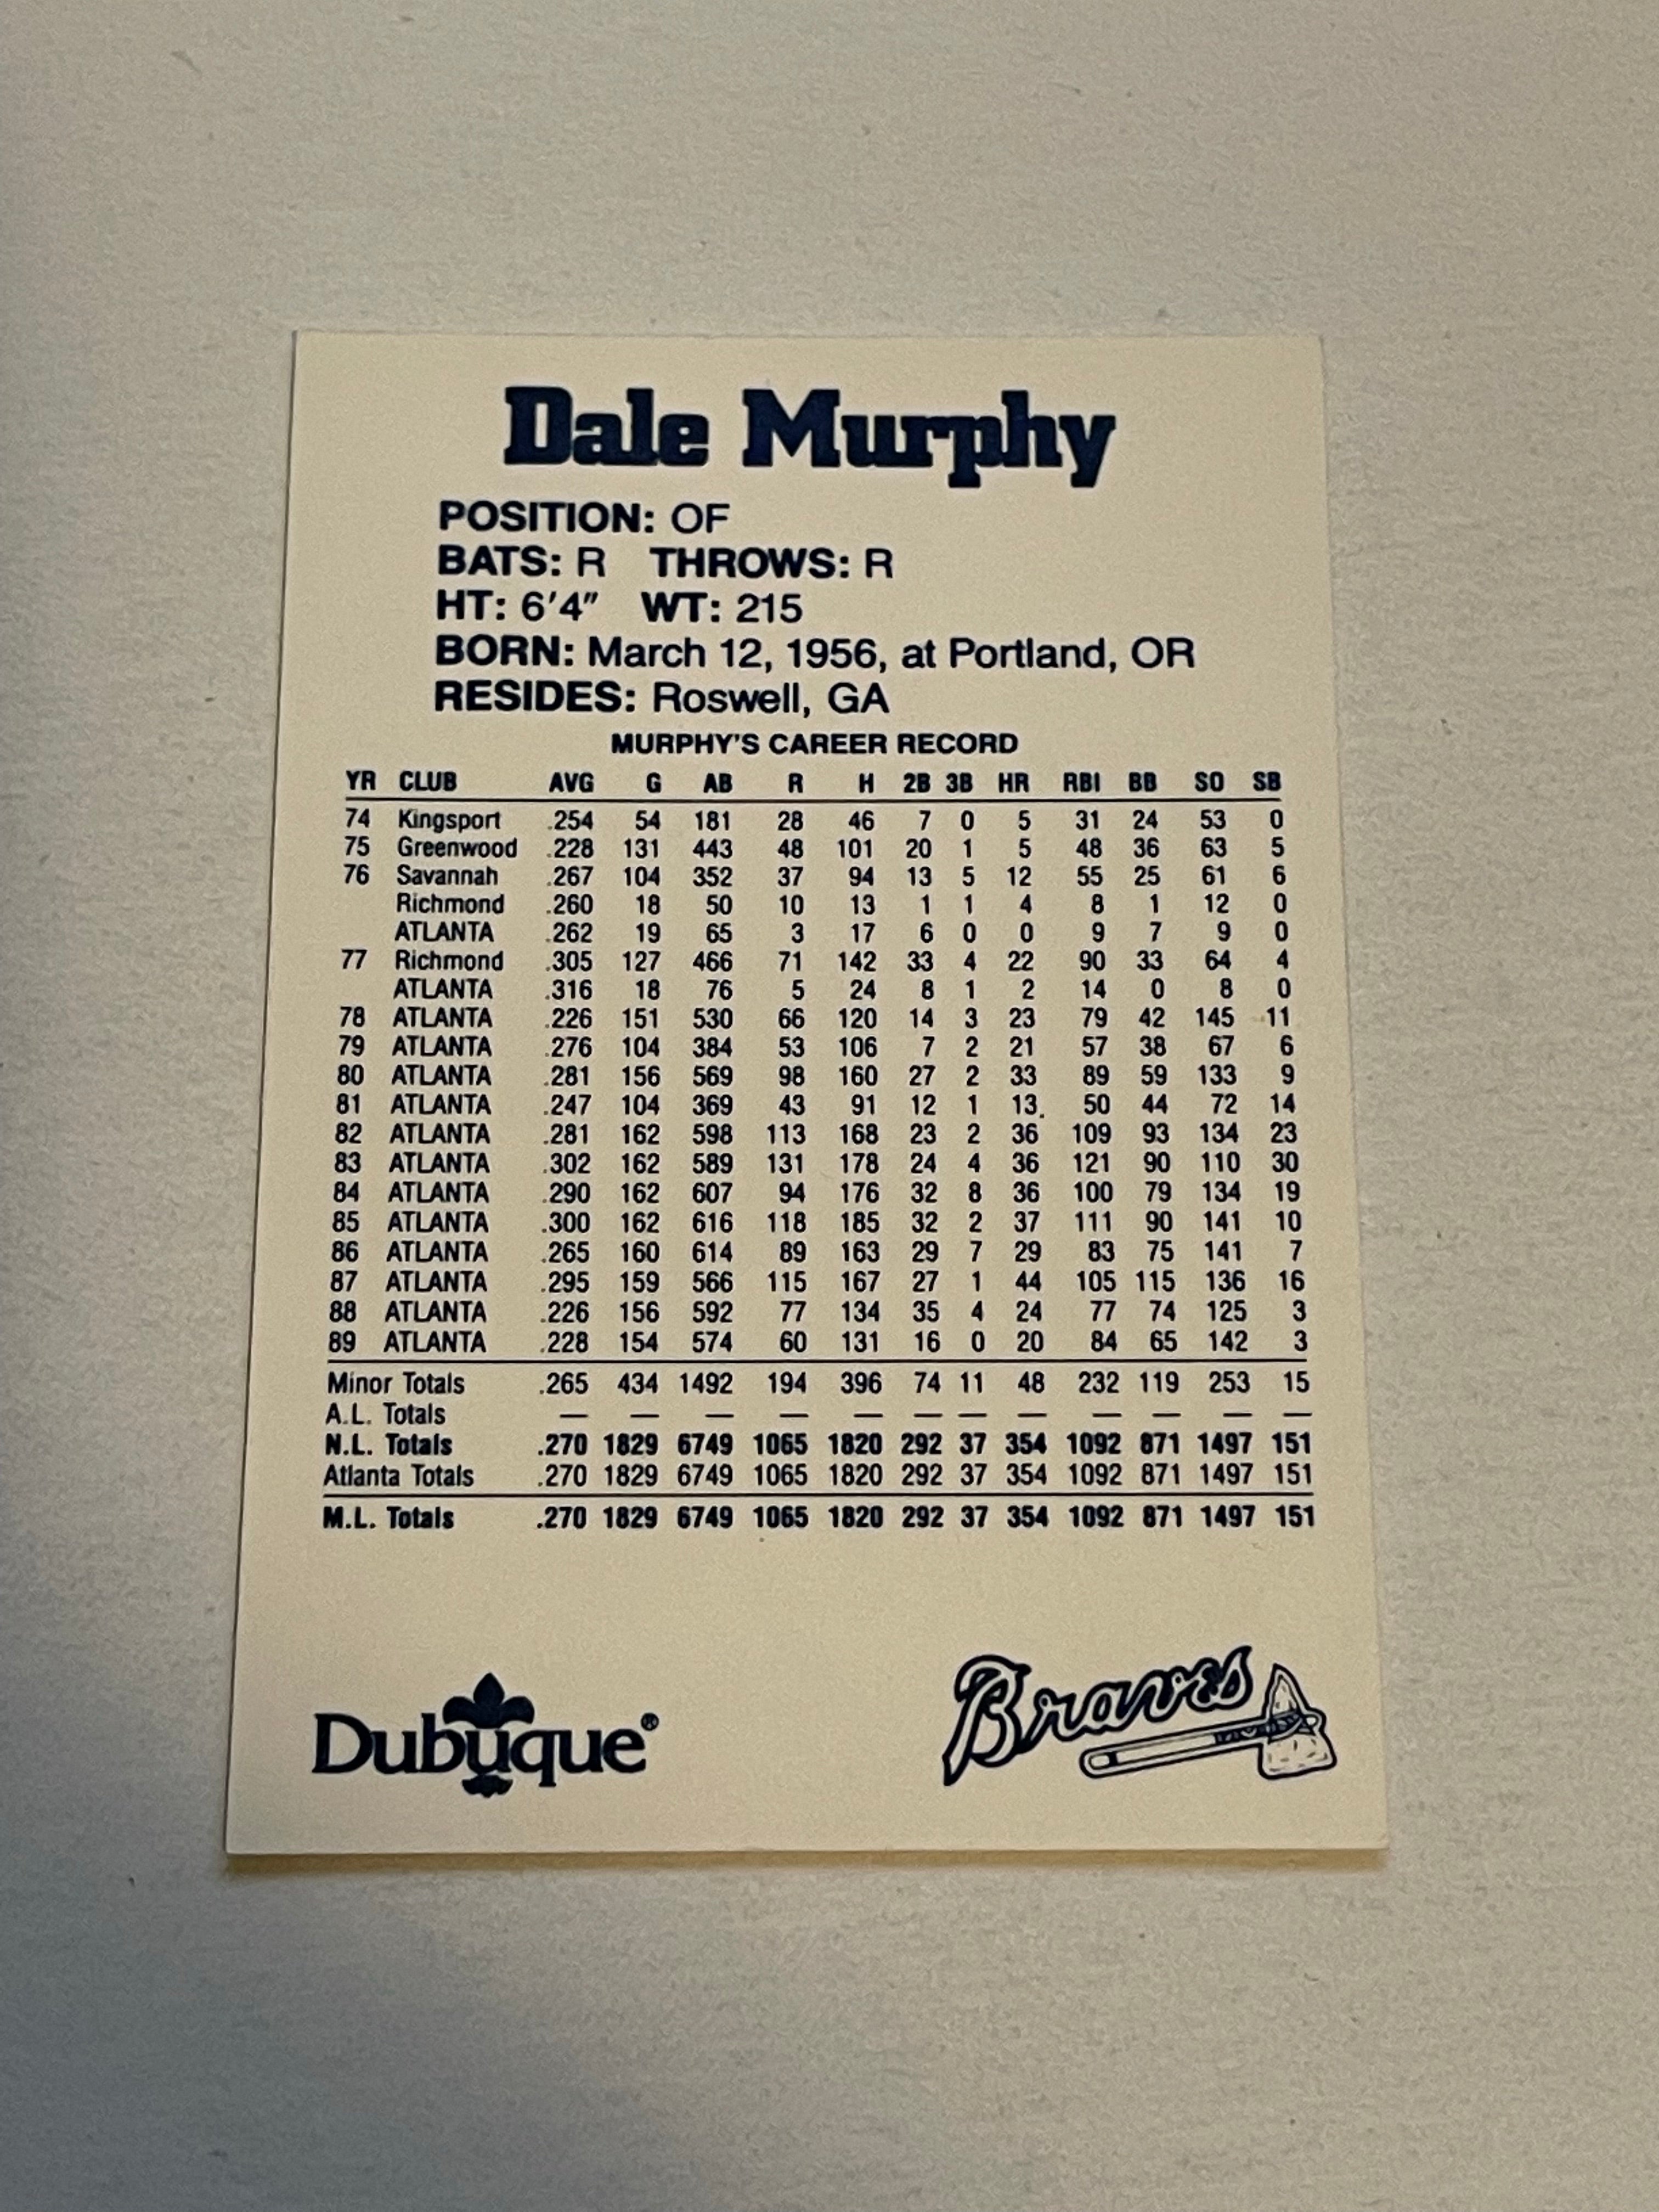 Dale Murphy
POSITION: OF
BATS: R THROWS: R
HT: 6'4" WT: 215
BORN: March 12, 1956, at Portland, OR
RESIDES: Roswell, GA
MURPHY'S CAREER RECORD
YR CLUB AVG G AB R H 2B 3B HR RBI BB SO SB
74 Kingsport .254 54 181 28 46 7 0 5 31 24 53 0
75 Greenwood .228 131 443 48 101 20 1 5 48 36 63 5
76 Savannah .267 104 352 37 94 13 5 12 55 25 61 6
Richmond .260 18 50 10 13 1 1 4 8 1 12 0
ATLANTA .262 19 65 3 17 6 0 0 9 7 9 0
77 Richmond .305 127 466 71 142 33 4 22 90 33 64 4
ATLANTA .316 18 76 5 24 8 1 2 14 0 8 0
78 ATLANTA .226 151 530 66 120 14 3 23 79 42 145 11
79 ATLANTA .276 104 384 53 106 7 2 21 57 38 67 6
80 ATLANTA .281 156 569 98 160 27 2 33 89 59 133 9
81 ATLANTA .247 104 369 43 91 12 1 13 50 44 72 14
82 ATLANTA .281 162 598 113 168 23 2 36 109 93 134 23
83 ATLANTA .302 162 589 131 178 24 4 36 121 90 110 30
84 ATLANTA .290 162 607 94 176 32 8 36 100 79 134 19
85 ATLANTA .300 162 616 118 185 32 2 37 111 90 141 10
86 ATLANTA .265 160 614 89 163 29 7 29 83 75 141 7
87 ATLANTA .295 159 566 115 167 27 1 44 105 115 136 16
88 ATLANTA .226 156 592 77 134 35 4 24 77 74 125 3
89 ATLANTA .228 154 574 60 131 16 0 20 84 65 142 3
Minor Totals .265 434 1492 194 396 74 11 48 232 119 253 15
A.L. Totals — — — — — — — — — — — —
N.L. Totals .270 1829 6749 1065 1820 292 37 354 1092 871 1497 151
Atlanta Totals .270 1829 6749 1065 1820 292 37 354 1092 871 1497 151
M.L. Totals .270 1829 6749 1065 1820 292 37 354 1092 871 1497 151
Dubuque®
Braves